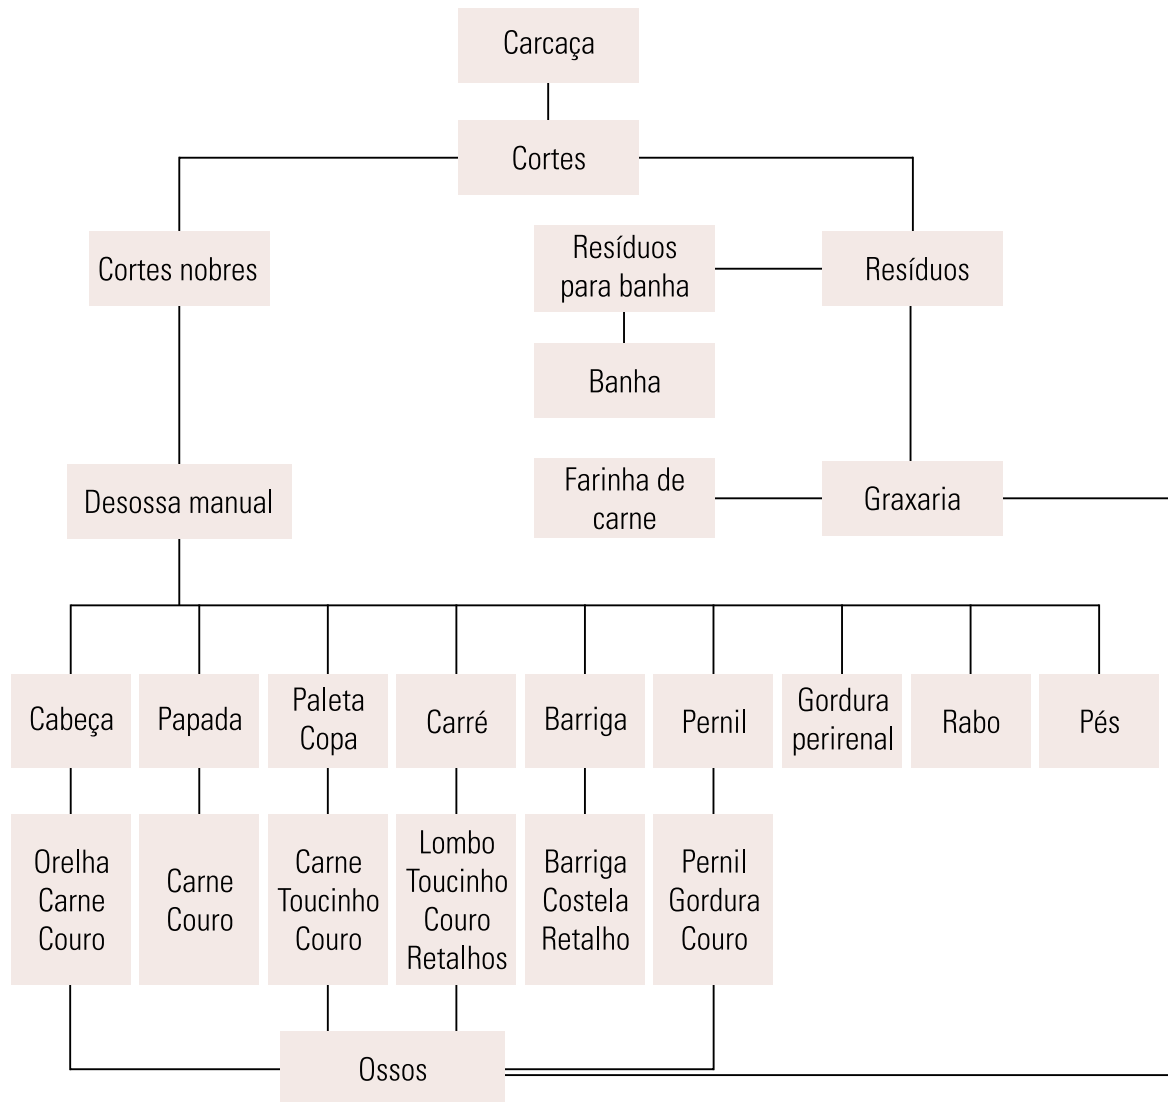 Carcaça
Cortes
Cortes nobres
Resíduos
para banha
Resíduos
Banha
Desossa manual
Farinha de
carne
Graxaria
Cabeça
Papada
Paleta
Copa
Carré
Barriga
Pernil
Gordura
perirenal
Rabo
Pés
Orelha
Carne
Couro
Carne
Couro
Carne
Toucinho
Couro
Lombo
Toucinho
Couro
Retalhos
Barriga
Costela
Retalho
Pernil
Gordura
Couro
Ossos